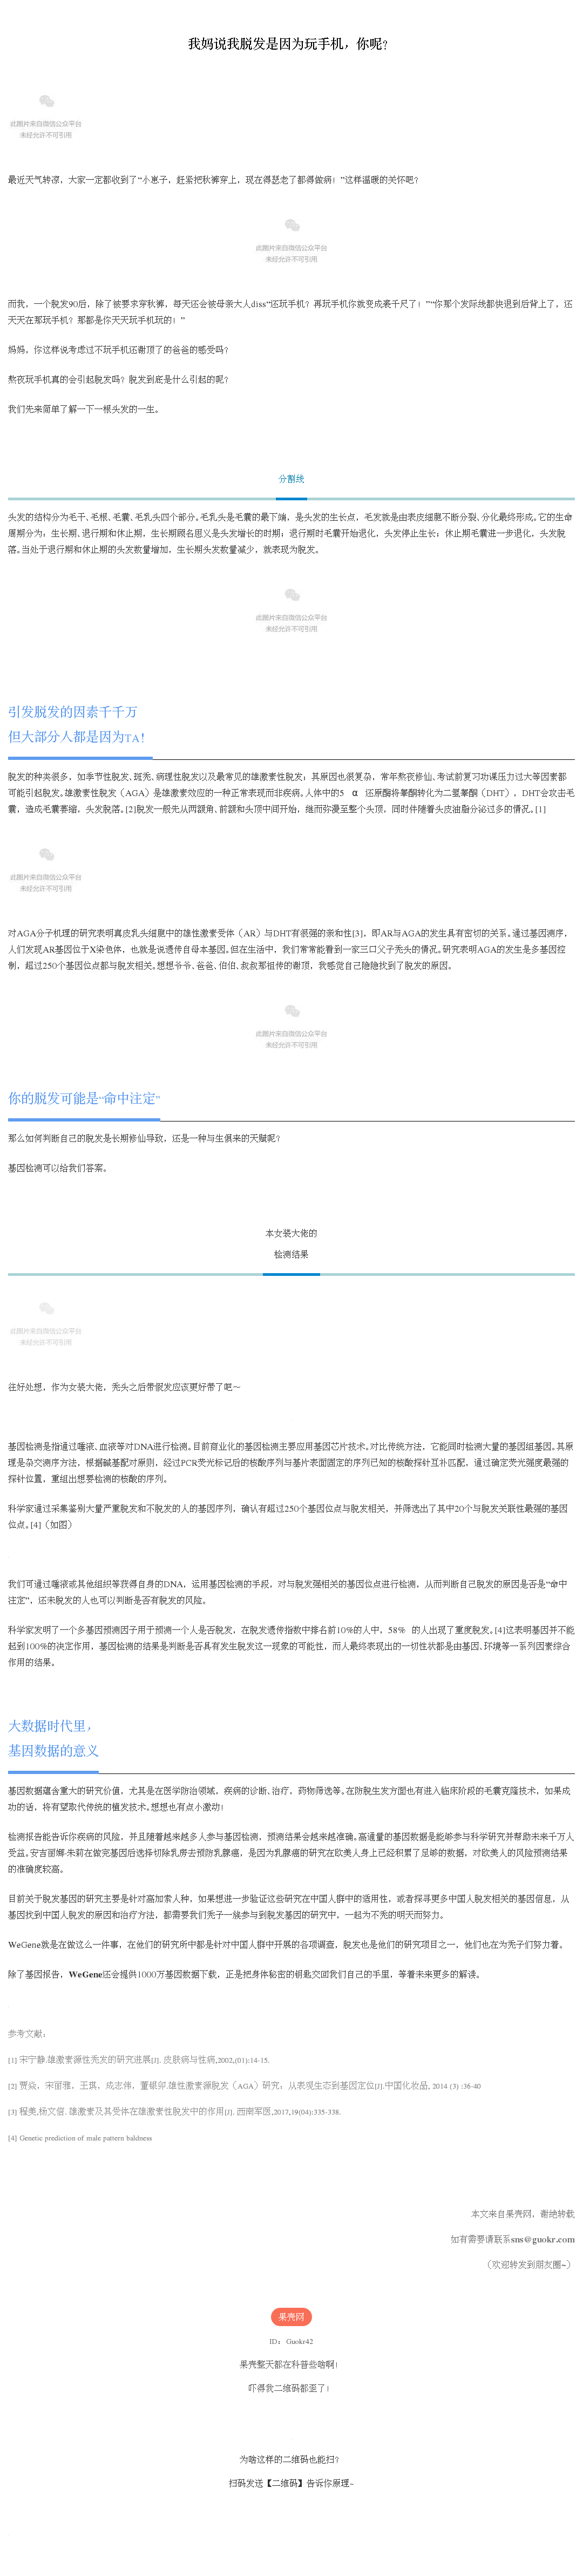 我妈说我脱发是因为玩手机，你呢？
此图片来自微信公众平台
未经允许不可引用
最近天气转凉，大家一定都收到了“小崽子，赶紧把秋裤穿上，现在得瑟老了都得做病！”这样温暖的关怀吧？
此图片来自微信公众平台
未经允许不可引用
而我，一个脱发90后，除了被要求穿秋裤，每天还会被母亲大人diss“还玩手机？再玩手机你就变成裘千尺了！”“你那个发际线都快退到后背上了，还
天天在那玩手机？那都是你天天玩手机玩的！”
妈妈，你这样说考虑过不玩手机还谢顶了的爸爸的感受吗？
熬夜玩手机真的会引起脱发吗？脱发到底是什么引起的呢？
我们先来简单了解一下一根头发的一生。
分割线
头发的结构分为毛干、毛根、毛囊、毛乳头四个部分。毛乳头是毛囊的最下端，是头发的生长点，毛发就是由表皮细胞不断分裂、分化最终形成。它的生命
周期分为：生长期、退行期和休止期，生长期顾名思义是头发增长的时期；退行期时毛囊开始退化，头发停止生长；休止期毛囊进一步退化，头发脱
落。当处于退行期和休止期的头发数量增加，生长期头发数量减少，就表现为脱发。
此图片来自微信公众平台
未经允许不可引用
引发脱发的因素千千万
但大部分人都是因为TA！
脱发的种类很多，如季节性脱发、斑秃、病理性脱发以及最常见的雄激素性脱发；其原因也很复杂，常年熬夜修仙、考试前复习功课压力过大等因素都
可能引起脱发。雄激素性脱发（AGA）是雄激素效应的一种正常表现而非疾病。人体中的5 α 还原酶将睾酮转化为二氢睾酮（DHT），DHT会攻击毛
囊，造成毛囊萎缩，头发脱落。[2]脱发一般先从两额角、前额和头顶中间开始，继而弥漫至整个头顶，同时伴随着头皮油脂分泌过多的情况。[1]
此图片来自微信公众平台
未经允许不可引用
对AGA分子机理的研究表明真皮乳头细胞中的雄性激素受体（AR）与DHT有很强的亲和性[3]，即AR与AGA的发生具有密切的关系。通过基因测序，
人们发现AR基因位于X染色体，也就是说遗传自母本基因。但在生活中，我们常常能看到一家三口父子秃头的情况。研究表明AGA的发生是多基因控
制，超过250个基因位点都与脱发相关。想想爷爷、爸爸、伯伯、叔叔那祖传的谢顶，我感觉自己隐隐找到了脱发的原因。
此图片来自微信公众平台
未经允许不可引用
你的脱发可能是“命中注定”
那么如何判断自己的脱发是长期修仙导致，还是一种与生俱来的天赋呢？
基因检测可以给我们答案。
本女装大佬的
检测结果
此图片来自微信公众平台
未经允许不可引用
往好处想，作为女装大佬，秃头之后带假发应该更好带了吧～
基因检测是指通过唾液、血液等对DNA进行检测。目前商业化的基因检测主要应用基因芯片技术。对比传统方法，它能同时检测大量的基因组基因。其原
理是杂交测序方法，根据碱基配对原则，经过PCR荧光标记后的核酸序列与基片表面固定的序列已知的核酸探针互补匹配，通过确定荧光强度最强的
探针位置，重组出想要检测的核酸的序列。
科学家通过采集鉴别大量严重脱发和不脱发的人的基因序列，确认有超过250个基因位点与脱发相关，并筛选出了其中20个与脱发关联性最强的基因
位点。[4]（如图）
我们可通过唾液或其他组织等获得自身的DNA，运用基因检测的手段，对与脱发强相关的基因位点进行检测，从而判断自己脱发的原因是否是“命中
注定”，还未脱发的人也可以判断是否有脱发的风险。
科学家发明了一个多基因预测因子用于预测一个人是否脱发，在脱发遗传指数中排名前10%的人中，58% 的人出现了重度脱发。[4]这表明基因并不能
起到100%的决定作用，基因检测的结果是判断是否具有发生脱发这一现象的可能性，而人最终表现出的一切性状都是由基因、环境等一系列因素综合
作用的结果。
大数据时代里，
基因数据的意义
基因数据蕴含重大的研究价值，尤其是在医学防治领域，疾病的诊断、治疗，药物筛选等。在防脱生发方面也有进入临床阶段的毛囊克隆技术，如果成
功的话，将有望取代传统的植发技术。想想也有点小激动！
检测报告能告诉你疾病的风险，并且随着越来越多人参与基因检测，预测结果会越来越准确。高通量的基因数据是能够参与科学研究并帮助未来千万人
受益。安吉丽娜·朱莉在做完基因后选择切除乳房去预防乳腺癌，是因为乳腺癌的研究在欧美人身上已经积累了足够的数据，对欧美人的风险预测结果
的准确度较高。
目前关于脱发基因的研究主要是针对高加索人种，如果想进一步验证这些研究在中国人群中的适用性，或者探寻更多中国人脱发相关的基因信息，从
基因找到中国人脱发的原因和治疗方法，都需要我们秃子一族参与到脱发基因的研究中，一起为不秃的明天而努力。
WeGene就是在做这么一件事，在他们的研究所中都是针对中国人群中开展的各项调查，脱发也是他们的研究项目之一，他们也在为秃子们努力着。
除了基因报告，WeGene还会提供1000万基因数据下载，正是把身体秘密的钥匙交回我们自己的手里，等着未来更多的解读。
参考文献：
[1] 宋宁静.雄激素源性秃发的研究进展[J]. 皮肤病与性病,2002,(01):14-15.
[2] 贾焱，宋丽雅，王琪，成志伟，董银卯.雄性激素源脱发（AGA）研究：从表观生态到基因定位[J].中国化妆品, 2014 (3) :36-40
[3] 程美,杨文信. 雄激素及其受体在雄激素性脱发中的作用[J]. 西南军医,2017,19(04):335-338.
[4] Genetic prediction of male pattern baldness
本文来自果壳网，谢绝转载
如有需要请联系sns@guokr.com
（欢迎转发到朋友圈~）
果壳网
ID：Guokr42
果壳整天都在科普些啥啊！
吓得我二维码都歪了！
为啥这样的二维码也能扫？
扫码发送【二维码】告诉你原理~